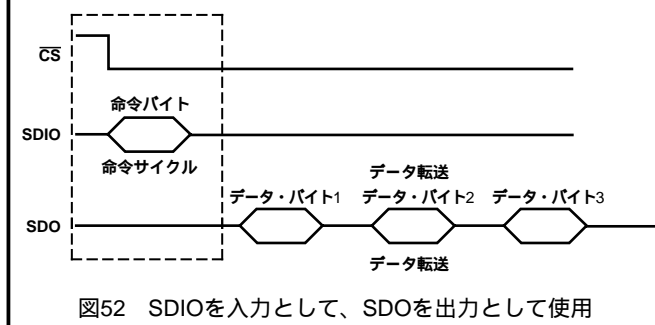 CS
命令バイト
SDIO
命令サイクル
データ転送
データ・バイト1 データ・バイト2 データ・バイト3
SDO
データ転送
図52 SDIOを入力として、SDOを出力として使用